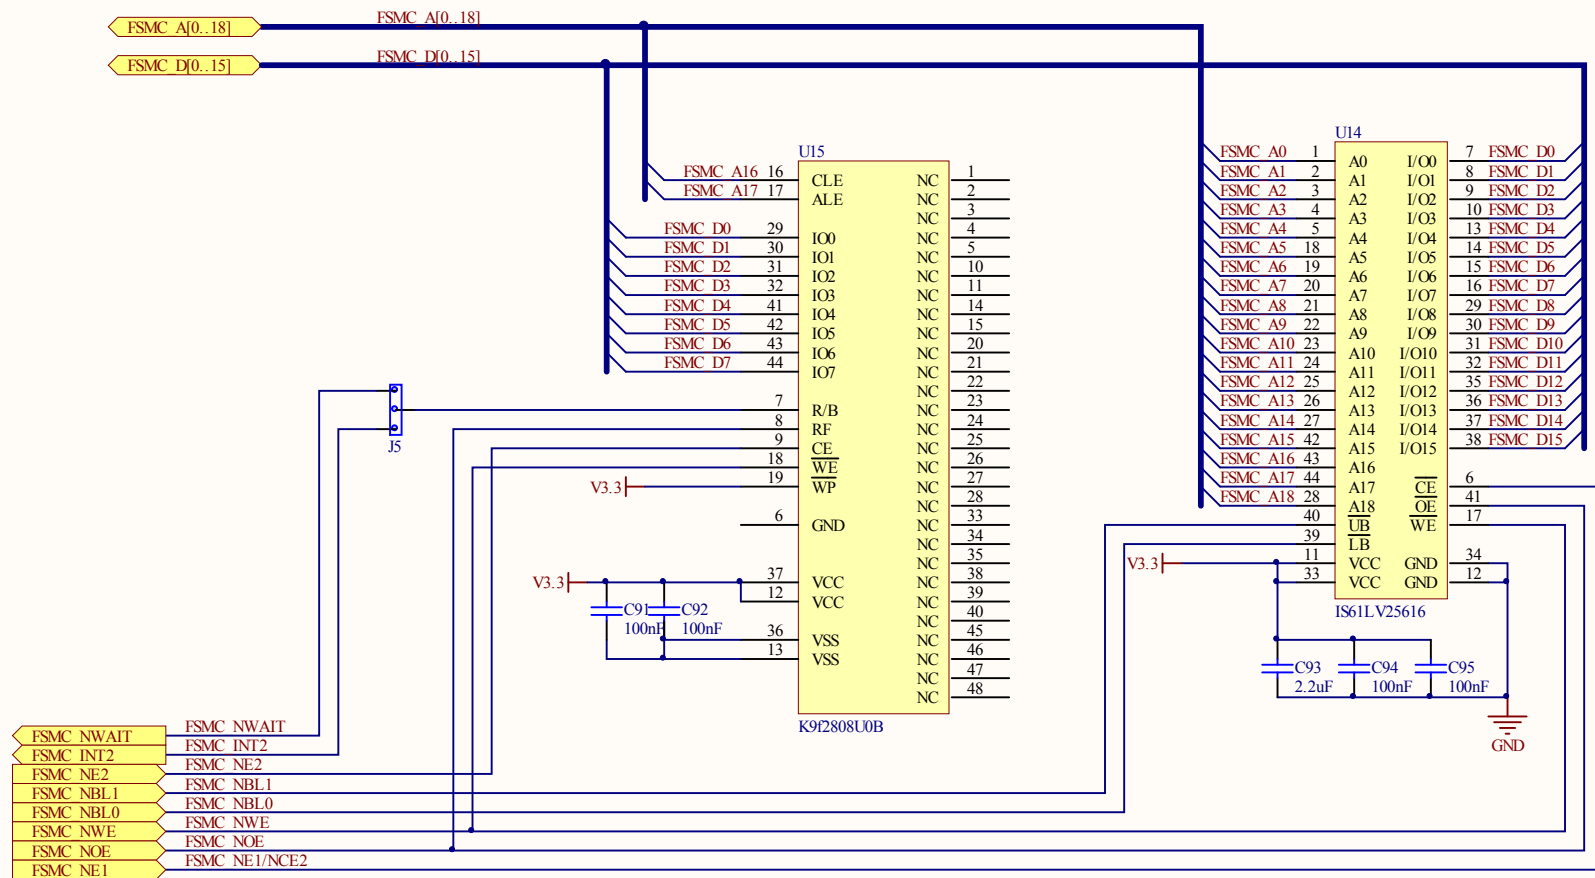 FSMC_A[0..18] FSMC_A[0..18]
FSMC_D[0..15] FSMC_D[0..15]
U15
FSMC_A16 16 CLE NC 1
FSMC_A17 17 ALE NC 2
NC 3
FSMC_D0 29 IO0 NC 4
FSMC_D1 30 IO1 NC 5
FSMC_D2 31 IO2 NC 10
FSMC_D3 32 IO3 NC 11
FSMC_D4 41 IO4 NC 14
FSMC_D5 42 IO5 NC 15
FSMC_D6 43 IO6 NC 20
FSMC_D7 44 IO7 NC 21
NC 22
7 R/B NC 23
8 RF NC 24
9 CE NC 25
18 WE NC 26
V3.3 19 WP NC 27
NC 28
6 GND NC 33
NC 34
NC 35
V3.3 37 VCC NC 38
12 VCC NC 39
C91 C92 NC 40
100nF 100nF
36 VSS NC 45
13 VSS NC 46
NC 47
NC 48
K9f2808U0B
J5
U14
FSMC_A0 1 A0 I/O0 7 FSMC_D0
FSMC_A1 2 A1 I/O1 8 FSMC_D1
FSMC_A2 3 A2 I/O2 9 FSMC_D2
FSMC_A3 4 A3 I/O3 10 FSMC_D3
FSMC_A4 5 A4 I/O4 13 FSMC_D4
FSMC_A5 18 A5 I/O5 14 FSMC_D5
FSMC_A6 19 A6 I/O6 15 FSMC_D6
FSMC_A7 20 A7 I/O7 16 FSMC_D7
FSMC_A8 21 A8 I/O8 29 FSMC_D8
FSMC_A9 22 A9 I/O9 30 FSMC_D9
FSMC_A10 23 A10 I/O10 31 FSMC_D10
FSMC_A11 24 A11 I/O11 32 FSMC_D11
FSMC_A12 25 A12 I/O12 35 FSMC_D12
FSMC_A13 26 A13 I/O13 36 FSMC_D13
FSMC_A14 27 A14 I/O14 37 FSMC_D14
FSMC_A15 42 A15 I/O15 38 FSMC_D15
FSMC_A16 43 A16
FSMC_A17 44 A17 CE 6
FSMC_A18 28 A18 OE 41
40 UB WE 17
39 LB
V3.3 11 VCC GND 34
33 VCC GND 12
IS61LV25616
C93 C94 C95
2.2uF 100nF 100nF
GND
FSMC_NWAIT FSMC_NWAIT
FSMC_INT2 FSMC_INT2
FSMC_NE2 FSMC_NE2
FSMC_NBL1 FSMC_NBL1
FSMC_NBL0 FSMC_NBL0
FSMC_NWE FSMC_NWE
FSMC_NOE FSMC_NOE
FSMC_NE1 FSMC_NE1/NCE2